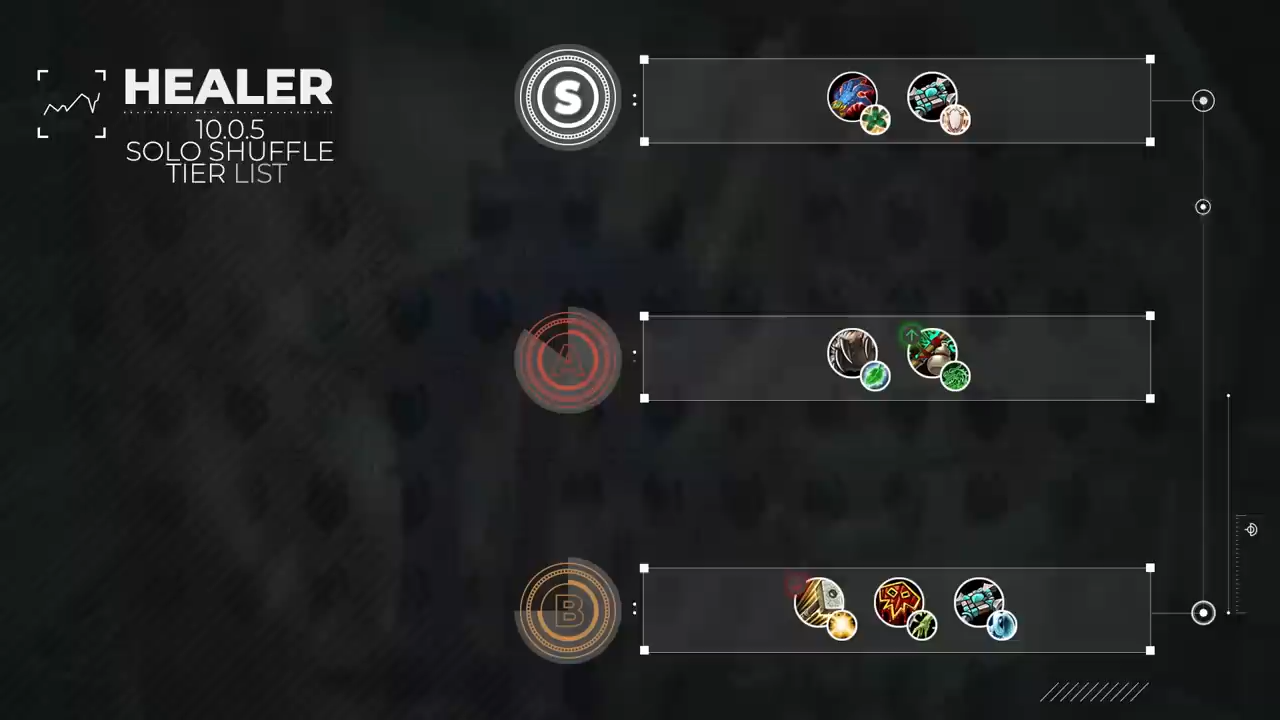 HEALER
10.0.5
SOLO SHUFFLE
TIER LIST
S
A
B